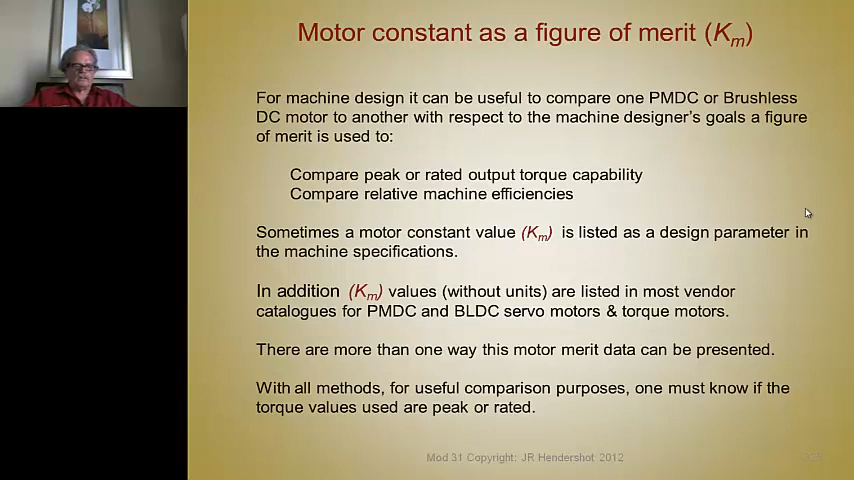 Motor constant as a figure of merit (Km)
For machine design it can be useful to compare one PMDC or Brushless
DC motor to another with respect to the machine designer's goals a figure
of merit is used to:
Compare peak or rated output torque capability
Compare relative machine efficiencies
Sometimes a motor constant value (Km) is listed as a design parameter in
the machine specifications.
In addition (Km) values (without units) are listed in most vendor
catalogues for PMDC and BLDC servo motors & torque motors.
There are more than one way this motor merit data can be presented.
With all methods, for useful comparison purposes, one must know if the
torque values used are peak or rated.
Mod 31 Copyright: JR Hendershot 2012